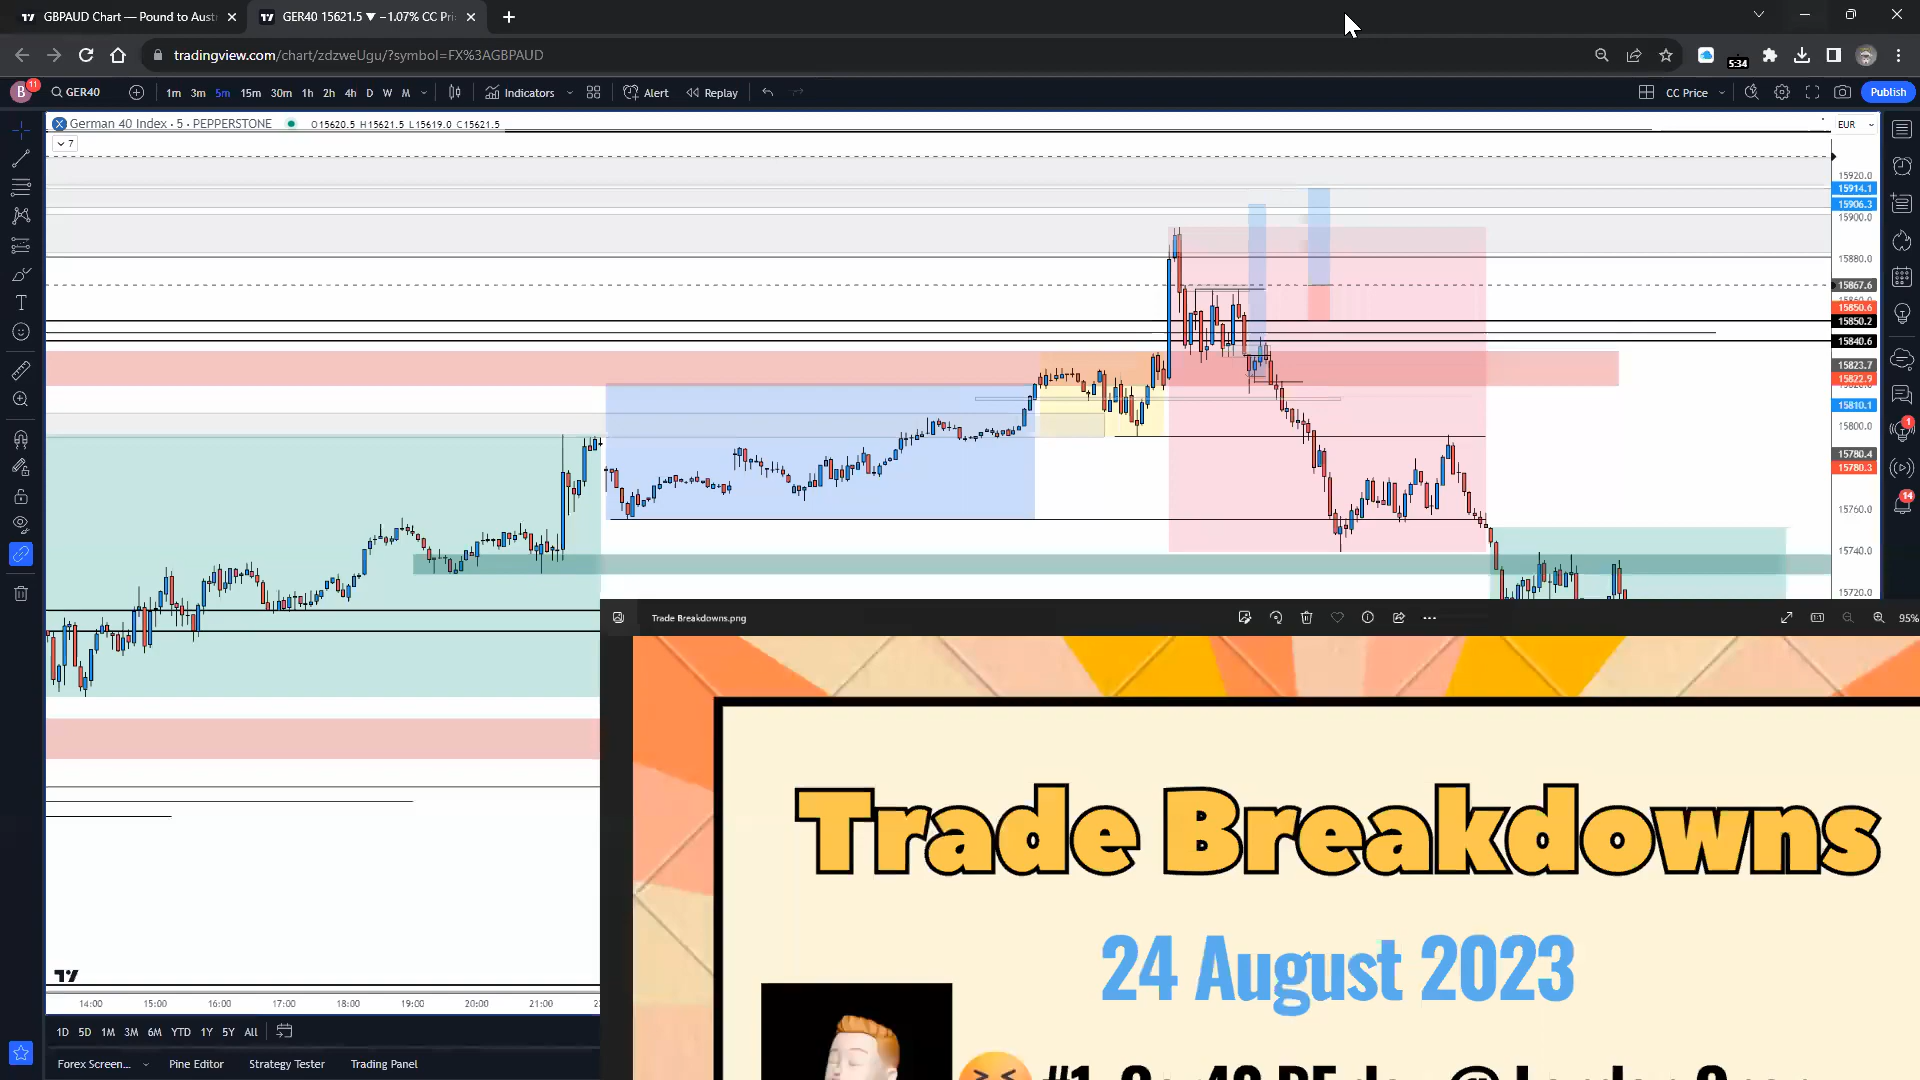 GBPAUD Chart — Pound to Aust
GER40 15621.5 ▼ −1.07% CC Pri
tradingview.com/chart/zdzweUgu/?symbol=FX%3AGBPAUD
5:34
B 11 GER40 1m 3m 5m 15m 30m 1h 2h 4h D W M Indicators Alert Replay CC Price Publish
German 40 Index · 5 · PEPPERSTONE O15620.5 H15621.5 L15619.0 C15621.5 EUR
7
15920.0
15914.1
15906.3
15900.0
15880.0
15867.6
15850.6
15850.2
15840.6
15823.7
15822.9
15810.1
15800.0
15780.4
15780.3
15760.0
15740.0
15720.0
1
14
Trade Breakdowns.png
95%
Trade Breakdowns
24 August 2023
14:00 15:00 16:00 17:00 18:00 19:00 20:00 21:00
1D 5D 1M 3M 6M YTD 1Y 5Y All
Forex Screen... Pine Editor Strategy Tester Trading Panel